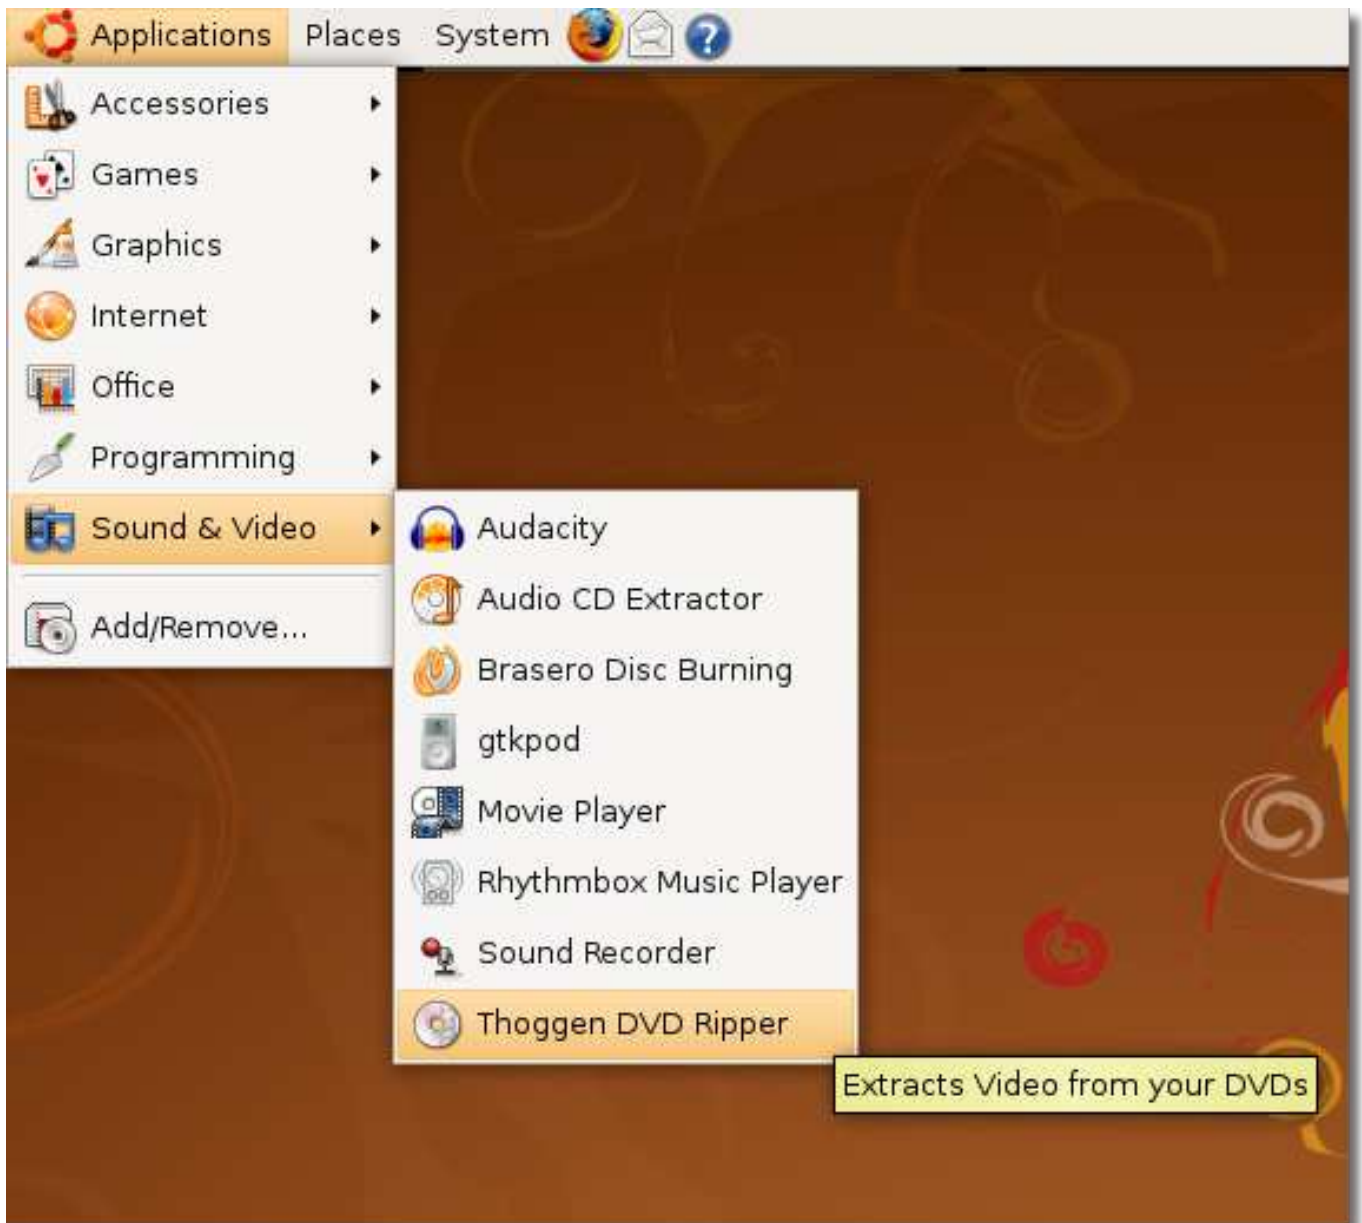 Applications Places System ?
Accessories
Games
Graphics
Internet
Office
Programming
Sound & Video
Add/Remove...
Audacity
Audio CD Extractor
Brasero Disc Burning
gtkpod
Movie Player
Rhythmbox Music Player
Sound Recorder
Thoggen DVD Ripper
Extracts Video from your DVDs